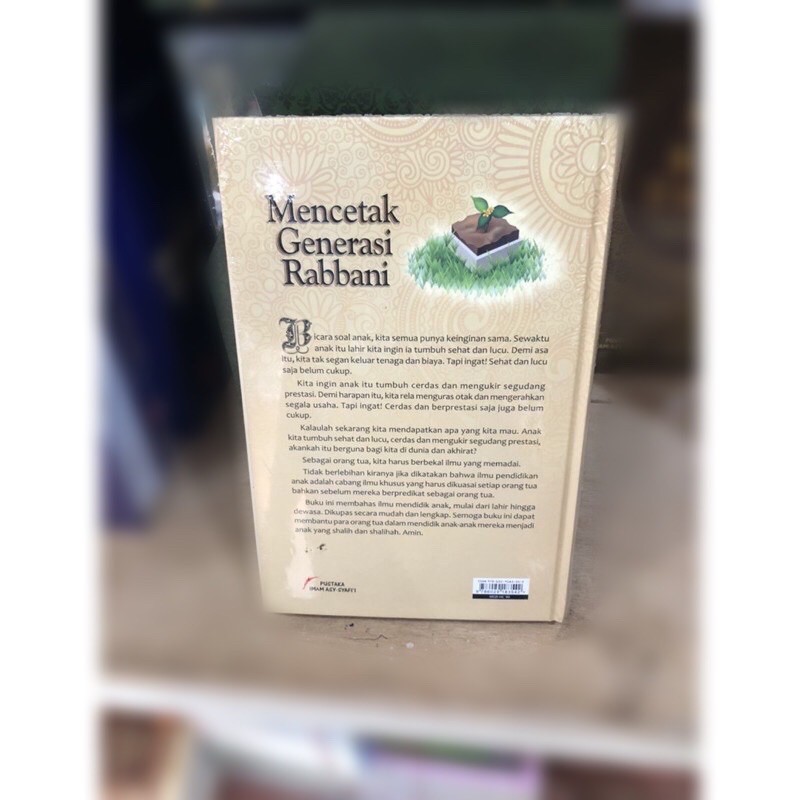 Mencetak
Generasi
Rabbani
Bicara soal anak, kita semua punya keinginan sama. Sewaktu
anak itu lahir kita ingin ia tumbuh sehat dan lucu. Demi asa
itu, kita tak segan keluar tenaga dan biaya. Tapi ingat! Sehat dan lucu
saja belum cukup.
Kita ingin anak itu tumbuh cerdas dan mengukir segudang
prestasi. Demi harapan itu, kita rela menguras otak dan mengerahkan
segala usaha. Tapi ingat! Cerdas dan berprestasi saja juga belum
cukup.
Kalaulah sekarang kita mendapatkan apa yang kita mau. Anak
kita tumbuh sehat dan lucu, cerdas dan mengukir segudang prestasi,
akankah itu berguna bagi kita di dunia dan akhirat?
Sebagai orang tua, kita harus berbekal ilmu yang memadai.
Tidak berlebihan kiranya jika dikatakan bahwa ilmu pendidikan
anak adalah cabang ilmu khusus yang harus dikuasai setiap orang tua
bahkan sebelum mereka berpredikat sebagai orang tua.
Buku ini membahas ilmu mendidik anak, mulai dari lahir hingga
dewasa. Dikupas secara mudah dan lengkap. Semoga buku ini dapat
membantu para orang tua dalam mendidik anak-anak mereka menjadi
anak yang shalih dan shalihah. Amin.
PUSTAKA
IMAM ASY-SYAFI'I